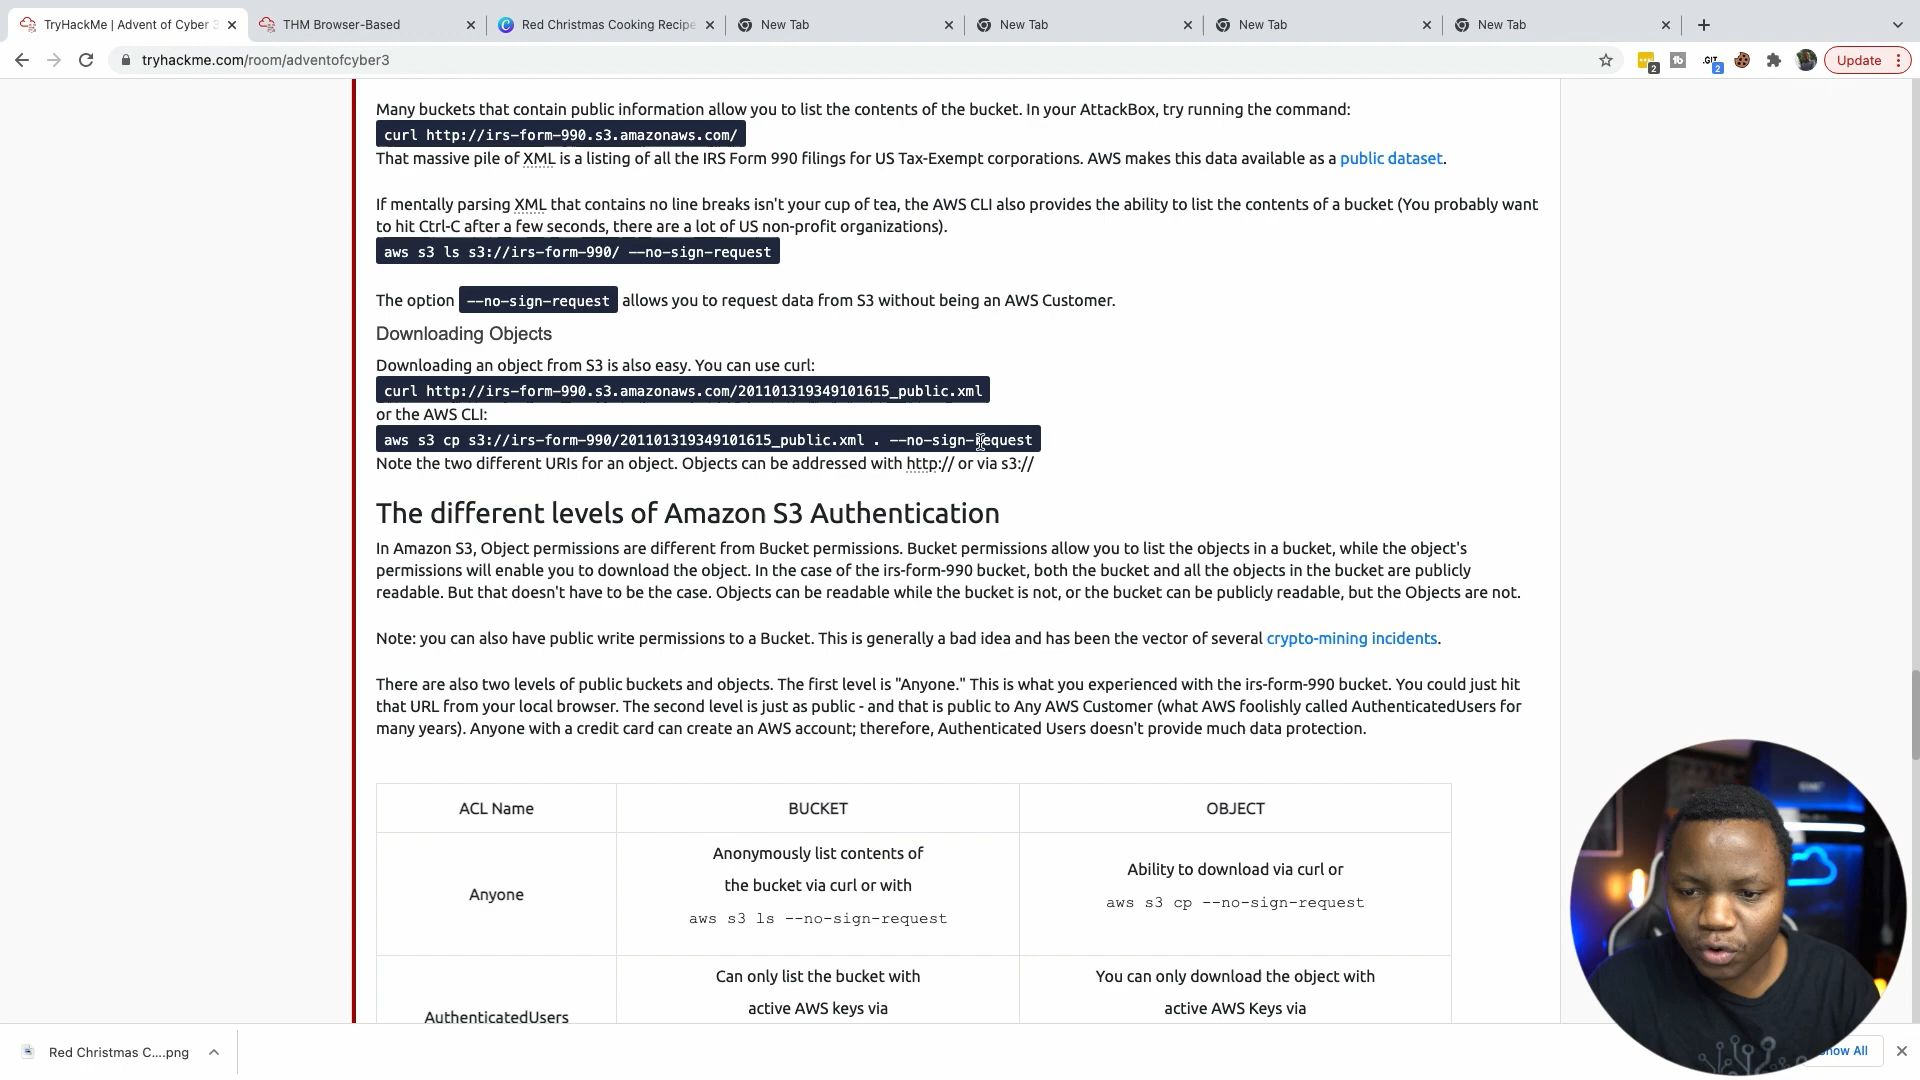 TryHackMe | Advent of Cyber 3
THM Browser-Based
Red Christmas Cooking Recipe
New Tab
New Tab
New Tab
New Tab
tryhackme.com/room/adventofcyber3
2
.GIT
2
Update
Many buckets that contain public information allow you to list the contents of the bucket. In your AttackBox, try running the command:
curl http://irs-form-990.s3.amazonaws.com/
That massive pile of XML is a listing of all the IRS Form 990 filings for US Tax-Exempt corporations. AWS makes this data available as a public dataset.
If mentally parsing XML that contains no line breaks isn't your cup of tea, the AWS CLI also provides the ability to list the contents of a bucket (You probably want
to hit Ctrl-C after a few seconds, there are a lot of US non-profit organizations).
aws s3 ls s3://irs-form-990/ --no-sign-request
The option --no-sign-request allows you to request data from S3 without being an AWS Customer.
Downloading Objects
Downloading an object from S3 is also easy. You can use curl:
curl http://irs-form-990.s3.amazonaws.com/201101319349101615_public.xml
or the AWS CLI:
aws s3 cp s3://irs-form-990/201101319349101615_public.xml . --no-sign-request
Note the two different URIs for an object. Objects can be addressed with http:// or via s3://
The different levels of Amazon S3 Authentication
In Amazon S3, Object permissions are different from Bucket permissions. Bucket permissions allow you to list the objects in a bucket, while the object's
permissions will enable you to download the object. In the case of the irs-form-990 bucket, both the bucket and all the objects in the bucket are publicly
readable. But that doesn't have to be the case. Objects can be readable while the bucket is not, or the bucket can be publicly readable, but the Objects are not.
Note: you can also have public write permissions to a Bucket. This is generally a bad idea and has been the vector of several crypto-mining incidents.
There are also two levels of public buckets and objects. The first level is "Anyone." This is what you experienced with the irs-form-990 bucket. You could just hit
that URL from your local browser. The second level is just as public - and that is public to Any AWS Customer (what AWS foolishly called AuthenticatedUsers for
many years). Anyone with a credit card can create an AWS account; therefore, Authenticated Users doesn't provide much data protection.
ACL Name
BUCKET
OBJECT
Anyone
Anonymously list contents of
the bucket via curl or with
aws s3 ls --no-sign-request
Ability to download via curl or
aws s3 cp --no-sign-request
AuthenticatedUsers
Can only list the bucket with
active AWS keys via
You can only download the object with
active AWS Keys via
Red Christmas C....png
Show All